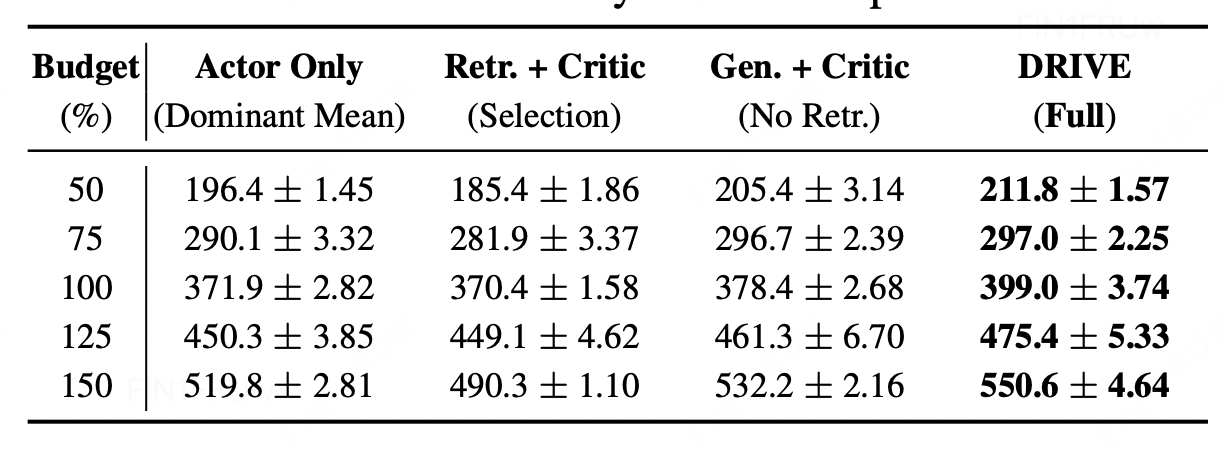 Budget Actor Only Retr. + Critic Gen. + Critic DRIVE
(%) (Dominant Mean) (Selection) (No Retr.) (Full)
50 196.4 ± 1.45 185.4 ± 1.86 205.4 ± 3.14 211.8 ± 1.57
75 290.1 ± 3.32 281.9 ± 3.37 296.7 ± 2.39 297.0 ± 2.25
100 371.9 ± 2.82 370.4 ± 1.58 378.4 ± 2.68 399.0 ± 3.74
125 450.3 ± 3.85 449.1 ± 4.62 461.3 ± 6.70 475.4 ± 5.33
150 519.8 ± 2.81 490.3 ± 1.10 532.2 ± 2.16 550.6 ± 4.64